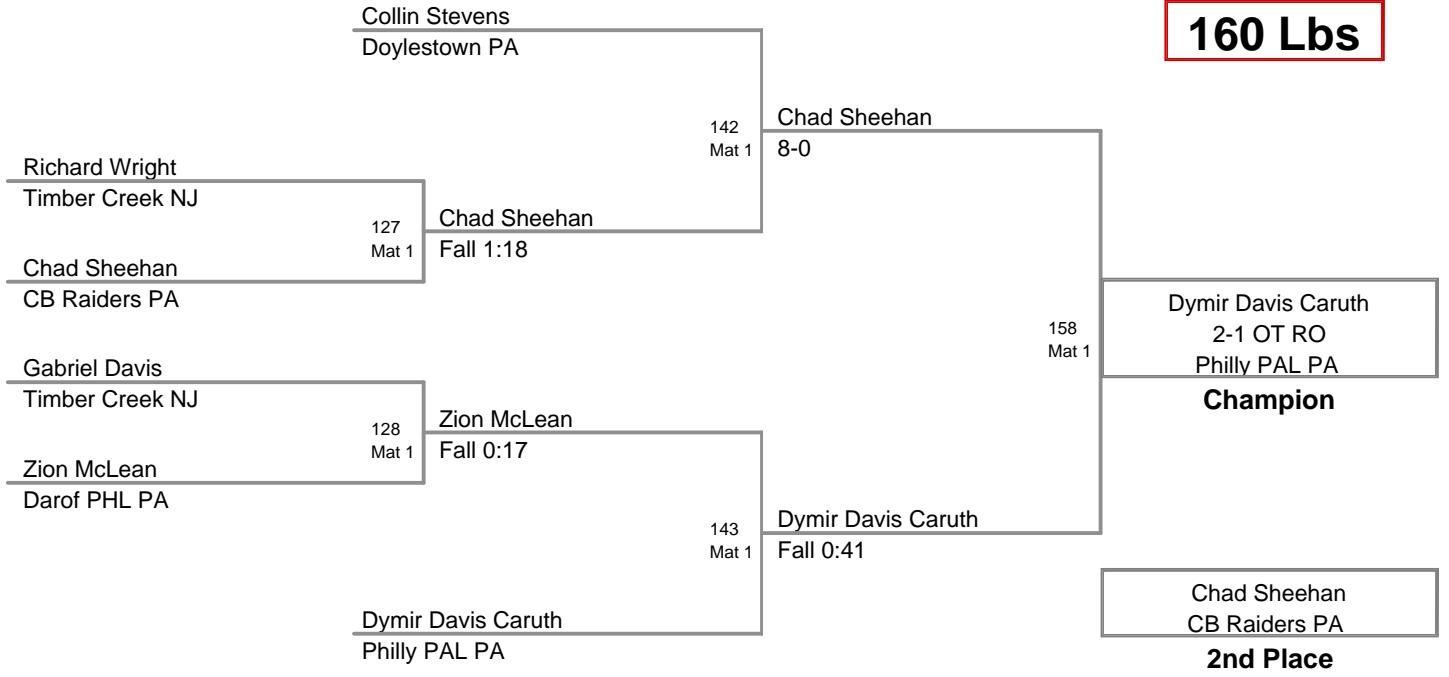 Collin Stevens
Doylestown PA
160 Lbs
142
Mat 1
Chad Sheehan
8-0
Richard Wright
Timber Creek NJ
127
Mat 1
Chad Sheehan
Fall 1:18
Chad Sheehan
CB Raiders PA
158
Mat 1
Dymir Davis Caruth
2-1 OT RO
Philly PAL PA
Champion
Gabriel Davis
Timber Creek NJ
128
Mat 1
Zion McLean
Fall 0:17
Zion McLean
Darof PHL PA
143
Mat 1
Dymir Davis Caruth
Fall 0:41
Dymir Davis Caruth
Philly PAL PA
Chad Sheehan
CB Raiders PA
2nd Place